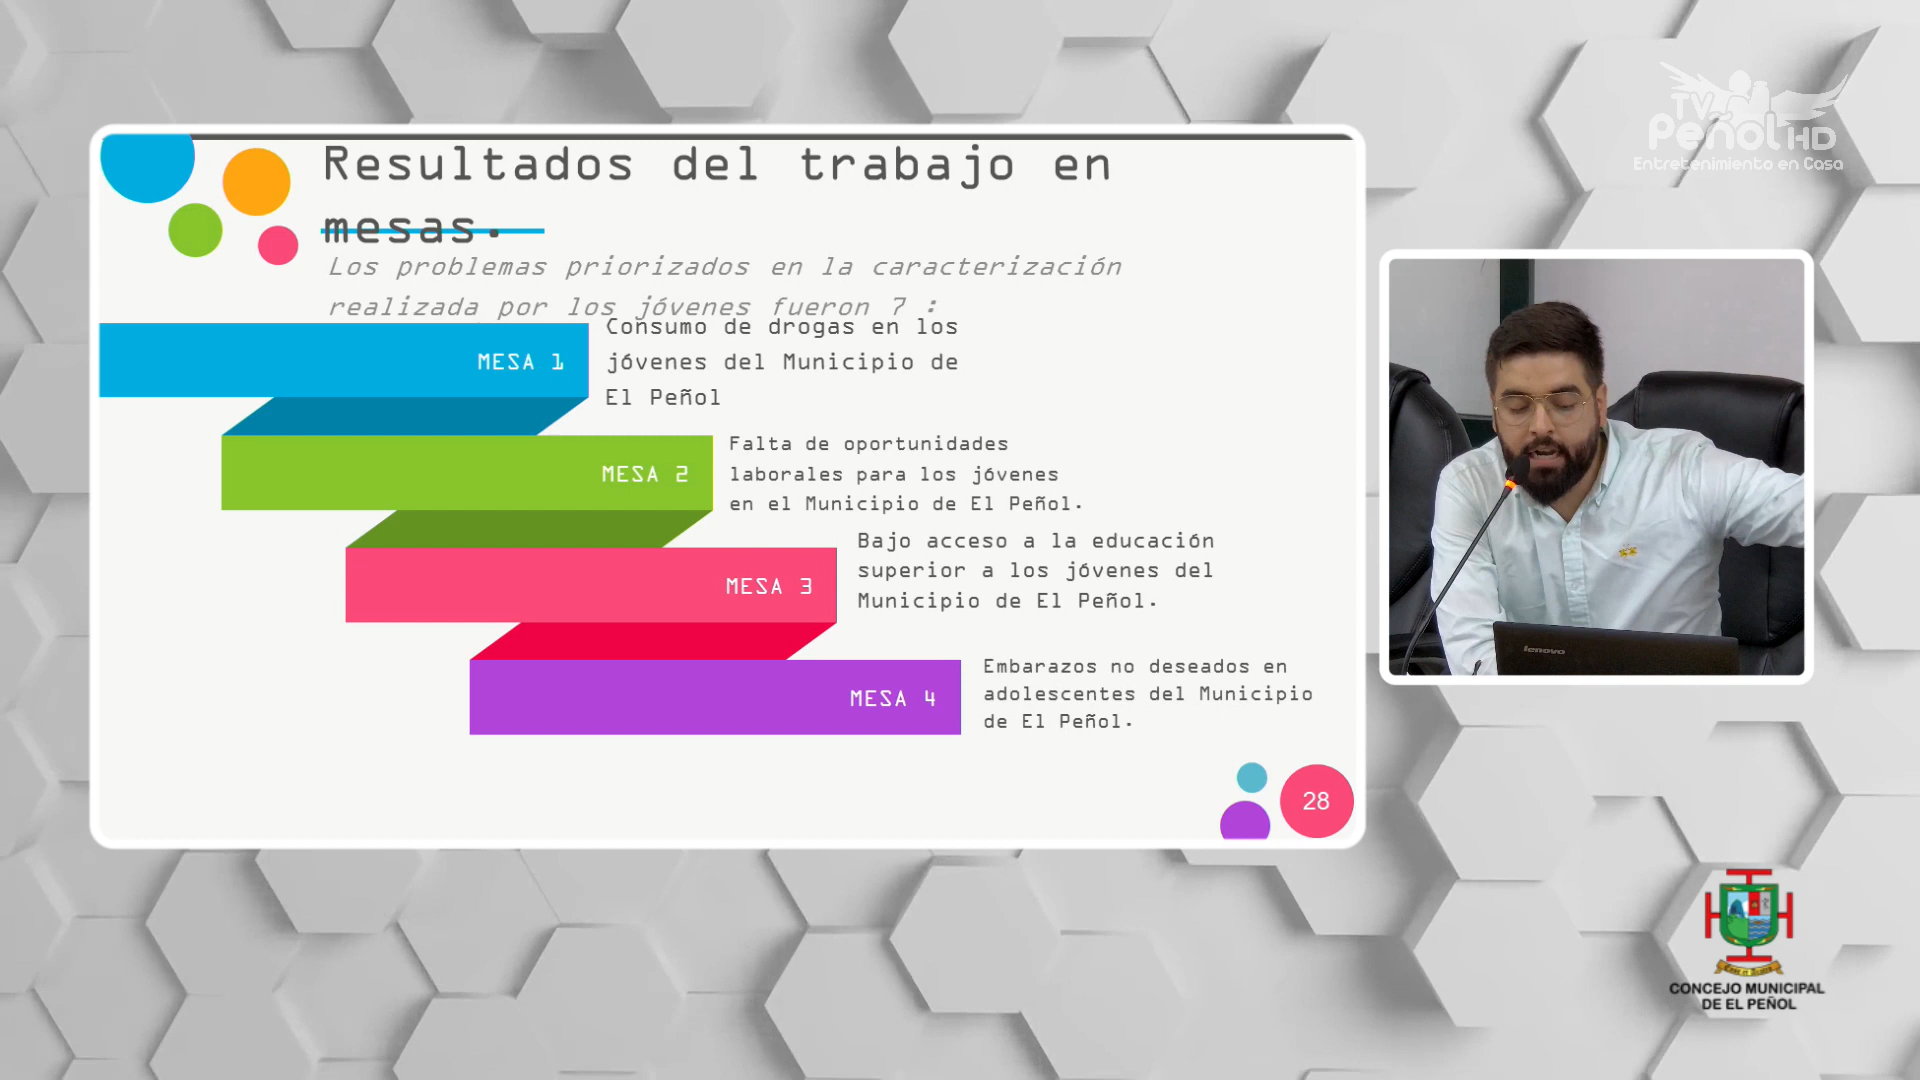 TV
Peñol HD
Entretenimiento en Casa
Resultados del trabajo en
mesas.
Los problemas priorizados en la caracterización
realizada por los jóvenes fueron 7 :
MESA 1
Consumo de drogas en los
jóvenes del Municipio de
El Peñol
MESA 2
Falta de oportunidades
laborales para los jóvenes
en el Municipio de El Peñol.
MESA 3
Bajo acceso a la educación
superior a los jóvenes del
Municipio de El Peñol.
MESA 4
Embarazos no deseados en
adolescentes del Municipio
de El Peñol.
28
lenovo
CONCEJO MUNICIPAL
DE EL PEÑOL